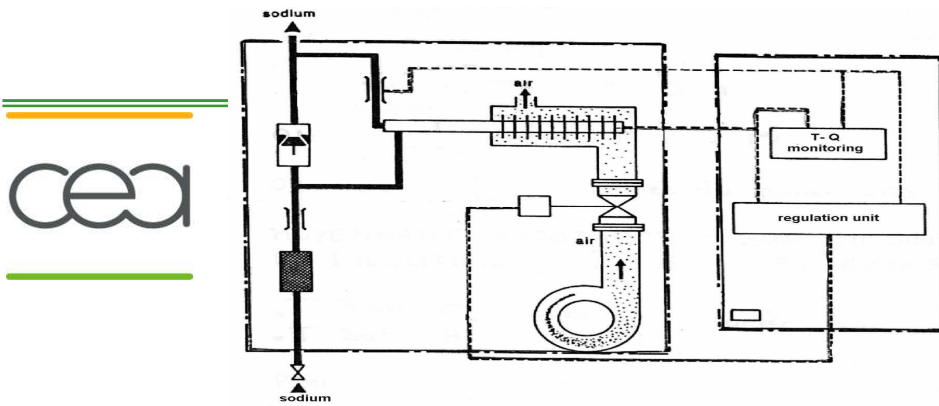 sodium
cea
air
T- Q
monitoring
regulation unit
air
sodium